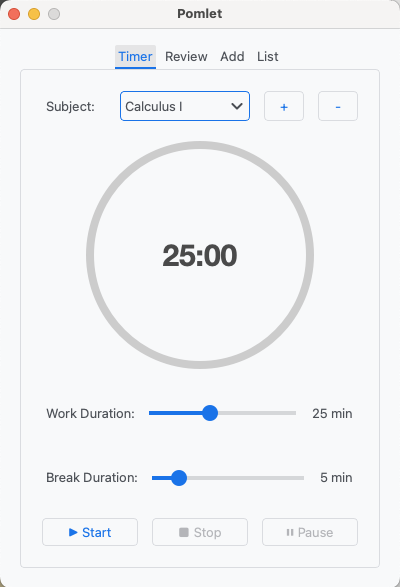 Pomlet
Timer Review Add List
Subject: Calculus I + -
25:00
Work Duration: 25 min
Break Duration: 5 min
Start Stop Pause